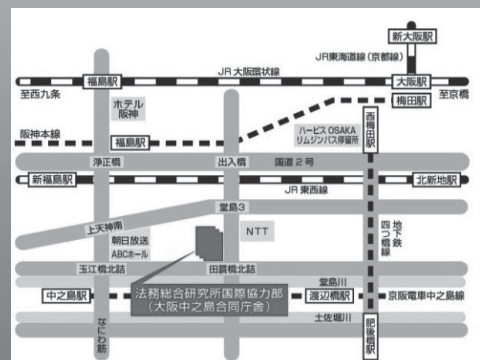 新大阪駅
JR東海道線（京都線）
JR大阪環状線
福島駅
大阪駅
至西九条
至京橋
ホテル
阪神
梅田駅
阪神本線
福島駅
ハービス OSAKA
リムジンバス停留所
西梅田駅
浄正橋
出入橋
国道2号
新福島駅
北新地駅
JR東西線
堂島3
上天神南
朝日放送
ABCホール
NTT
地下鉄
四つ橋線
玉江橋北詰
田蓑橋北詰
堂島川
中之島駅
法務総合研究所国際協力部
（大阪中之島合同庁舎）
渡辺橋駅
京阪電車中之島線
土佐堀川
なにわ筋
肥後橋駅